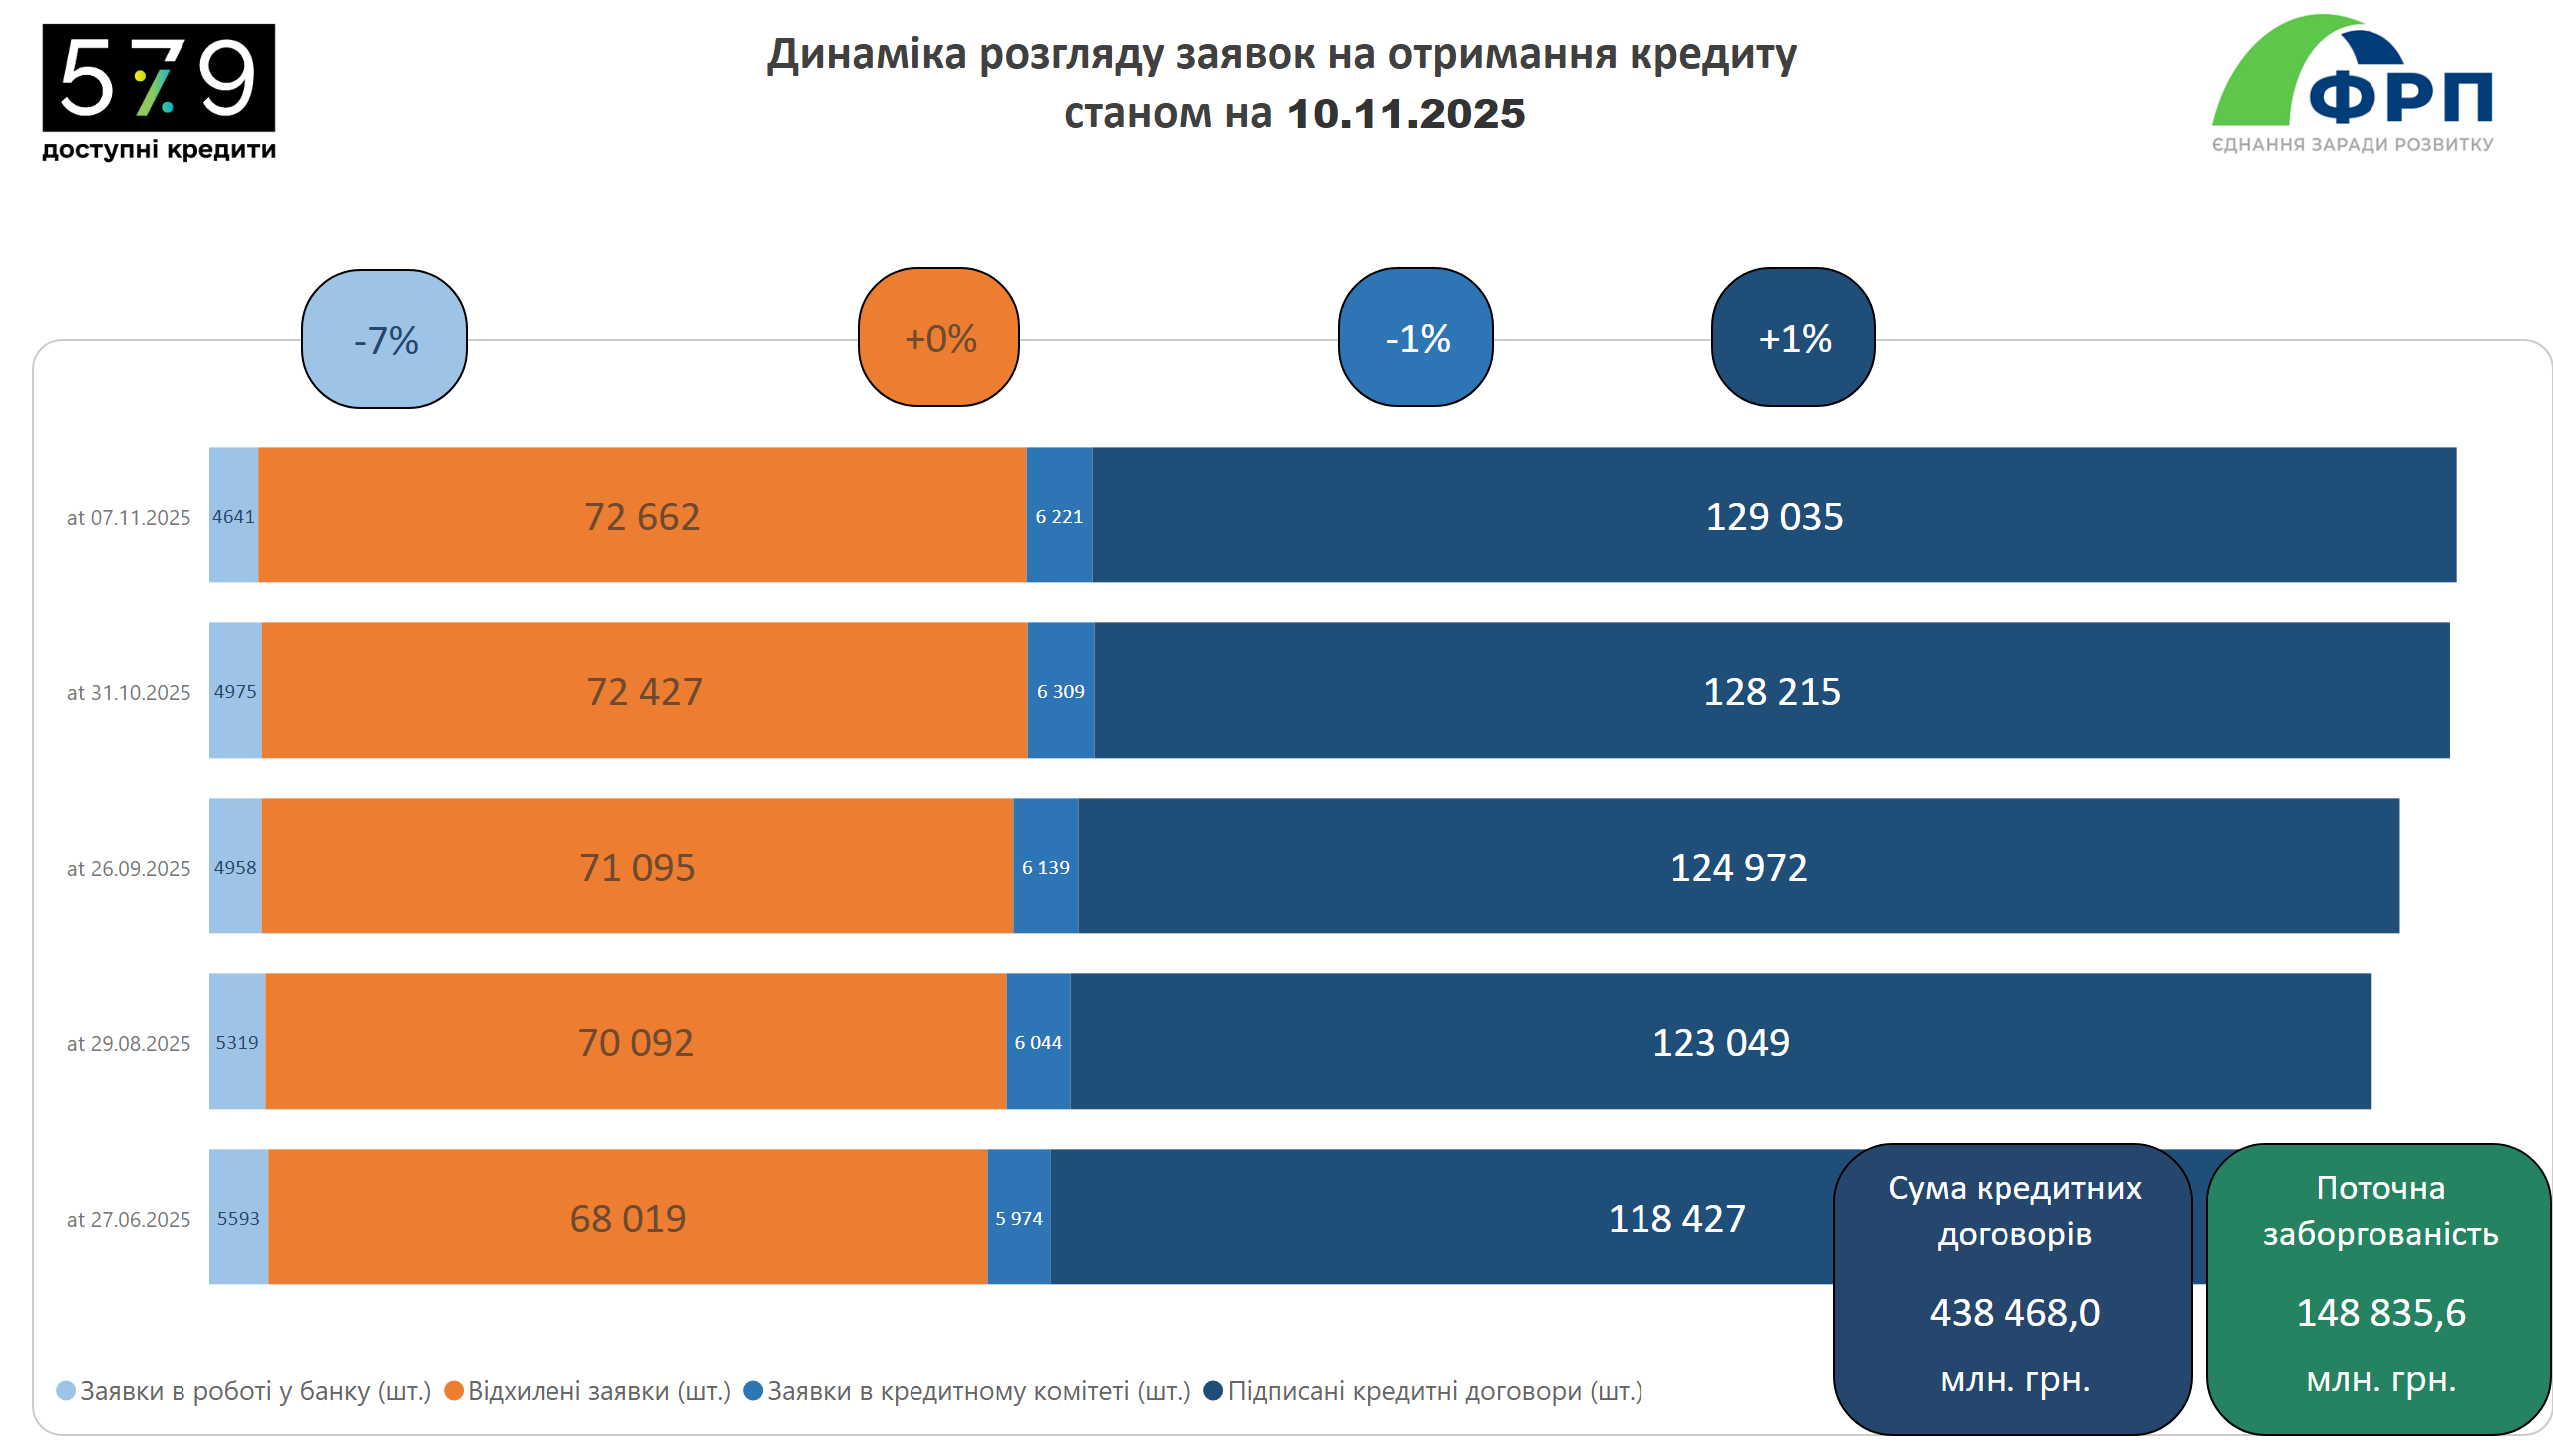 5%7%9
доступні кредити
Динаміка розгляду заявок на отримання кредиту
станом на 10.11.2025
ФРП
ЄДНАННЯ ЗАРАДИ РОЗВИТКУ
-7%
+0%
-1%
+1%
at 07.11.2025 4641 72 662 6 221 129 035
at 31.10.2025 4975 72 427 6 309 128 215
at 26.09.2025 4958 71 095 6 139 124 972
at 29.08.2025 5319 70 092 6 044 123 049
at 27.06.2025 5593 68 019 5 974 118 427
Сума кредитних
договорів
438 468,0
млн. грн.
Поточна
заборгованість
148 835,6
млн. грн.
Заявки в роботі у банку (шт.) Відхилені заявки (шт.) Заявки в кредитному комітеті (шт.) Підписані кредитні договори (шт.)